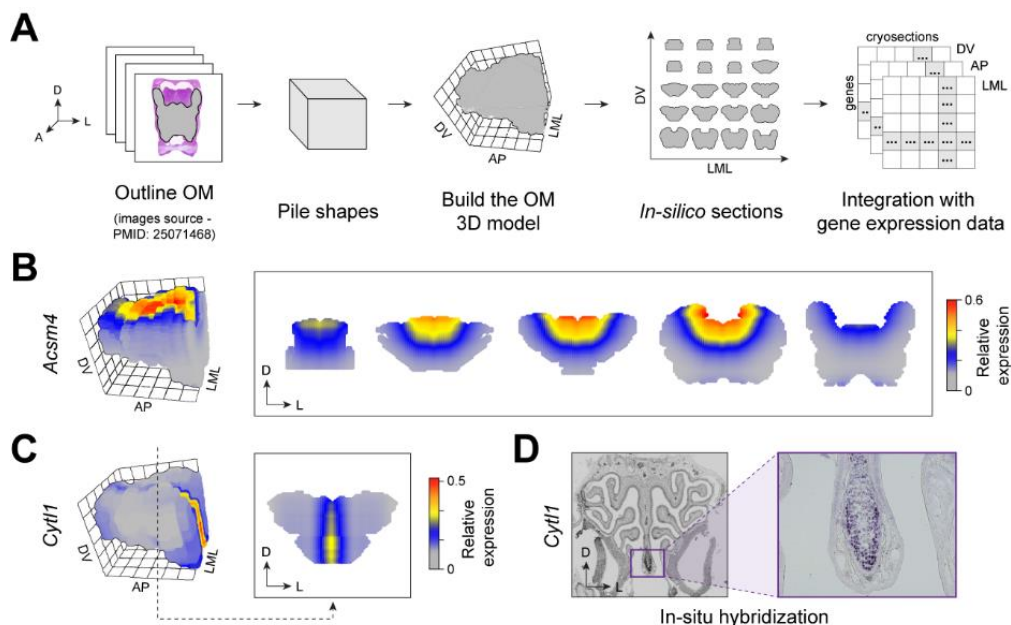 A
D
L
A
Outline OM
(images source -
PMID: 25071468)
Pile shapes
DV
AP
LML
Build the OM
3D model
DV
LML
In-silico sections
cryosections
DV
AP
LML
genes
Integration with
gene expression data
B
Acsm4
DV
AP
LML
D
L
0.6
0
Relative
expression
C
Cytl1
DV
AP
LML
D
L
0.5
0
Relative
expression
D
Cytl1
D
L
In-situ hybridization